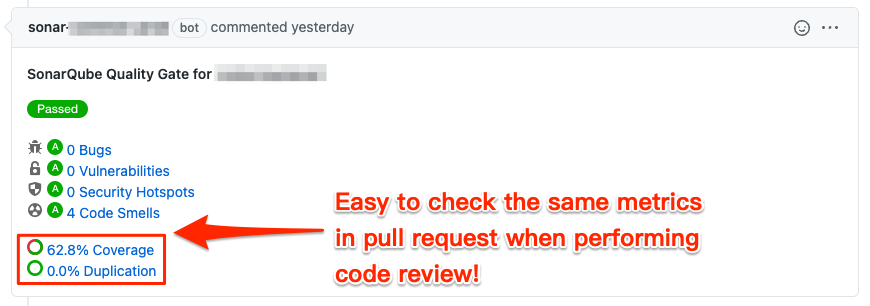 sonar- bot commented yesterday
SonarQube Quality Gate for
Passed
A 0 Bugs
A 0 Vulnerabilities
A 0 Security Hotspots
A 4 Code Smells
62.8% Coverage
0.0% Duplication
Easy to check the same metrics
in pull request when performing
code review!